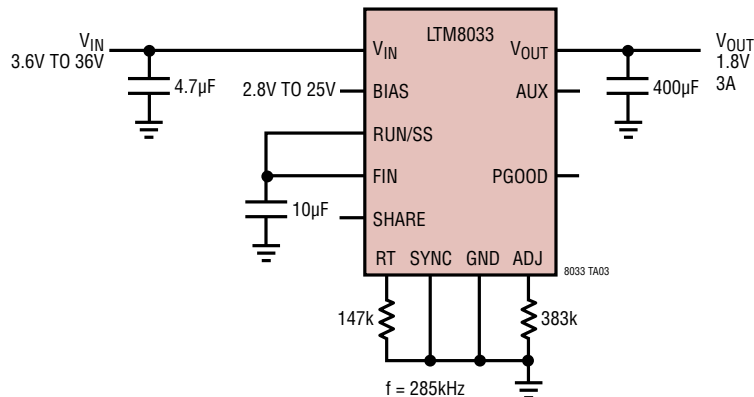 LTM8033
V_IN
3.6V TO 36V
V_IN
V_OUT
V_OUT
1.8V
3A
4.7µF
2.8V TO 25V
BIAS
AUX
400µF
RUN/SS
FIN
PGOOD
10µF
SHARE
RT SYNC GND ADJ
8033 TA03
147k
383k
f = 285kHz